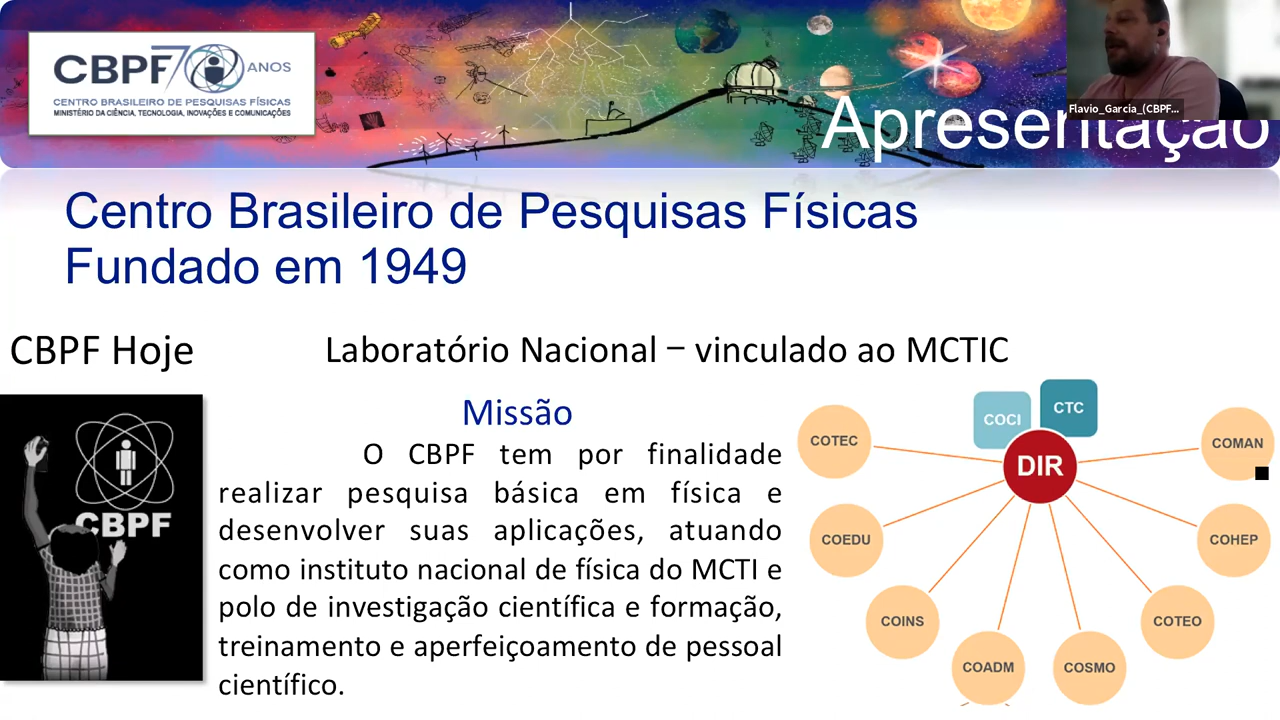 CBPF 70 ANOS
CENTRO BRASILEIRO DE PESQUISAS FÍSICAS
MINISTÉRIO DA CIÊNCIA, TECNOLOGIA, INOVAÇÕES E COMUNICAÇÕES
Flavio_Garcia_(CBPF...
Apresentação
Centro Brasileiro de Pesquisas Físicas
Fundado em 1949
CBPF Hoje
Laboratório Nacional – vinculado ao MCTIC
CBPF
Missão
O CBPF tem por finalidade
realizar pesquisa básica em física e
desenvolver suas aplicações, atuando
como instituto nacional de física do MCTI e
polo de investigação científica e formação,
treinamento e aperfeiçoamento de pessoal
científico.
COCI
CTC
DIR
COTEC
COMAN
COEDU
COHEP
COINS
COTEO
COADM
COSMO